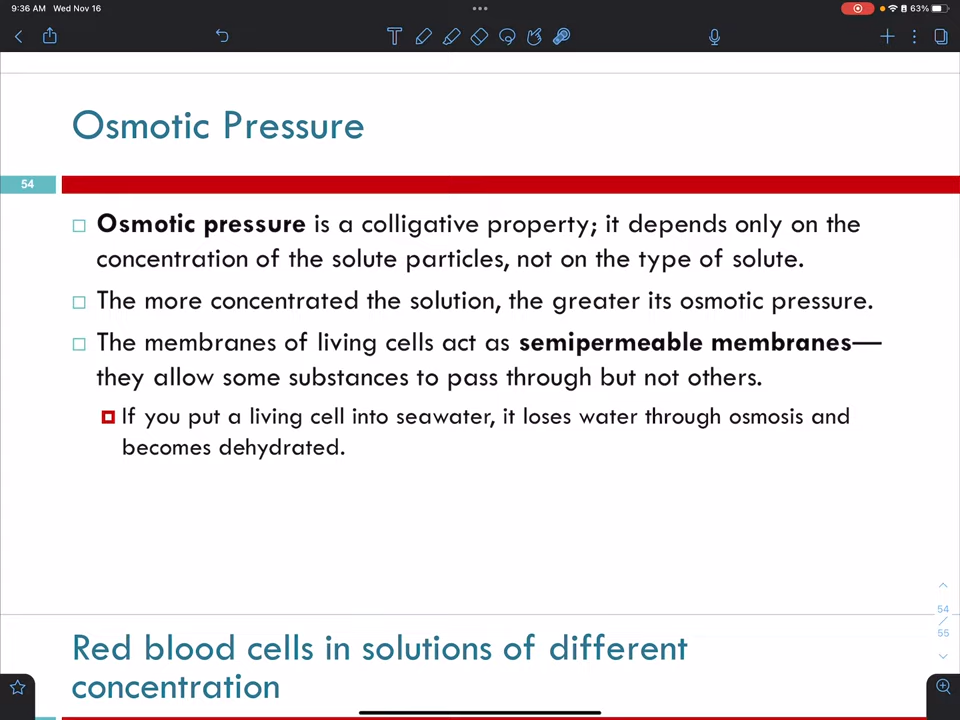 9:36 AM Wed Nov 16
63%
Osmotic Pressure
54
Osmotic pressure is a colligative property; it depends only on the
concentration of the solute particles, not on the type of solute.
The more concentrated the solution, the greater its osmotic pressure.
The membranes of living cells act as semipermeable membranes—
they allow some substances to pass through but not others.
If you put a living cell into seawater, it loses water through osmosis and
becomes dehydrated.
54
/
55
Red blood cells in solutions of different
concentration